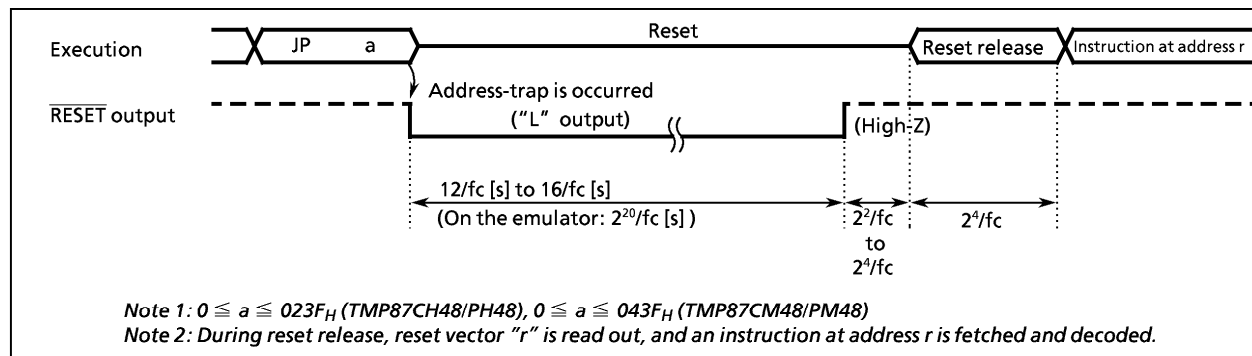 Execution
JP a
Reset
Reset release
Instruction at address r
RESET output
Address-trap is occurred
("L" output)
(High-Z)
12/fc [s] to 16/fc [s]
(On the emulator: 2²⁰/fc [s] )
2²/fc
to
2⁴/fc
2⁴/fc
Note 1: 0 ≦ a ≦ 023F_H (TMP87CH48/PH48), 0 ≦ a ≦ 043F_H (TMP87CM48/PM48)
Note 2: During reset release, reset vector "r" is read out, and an instruction at address r is fetched and decoded.